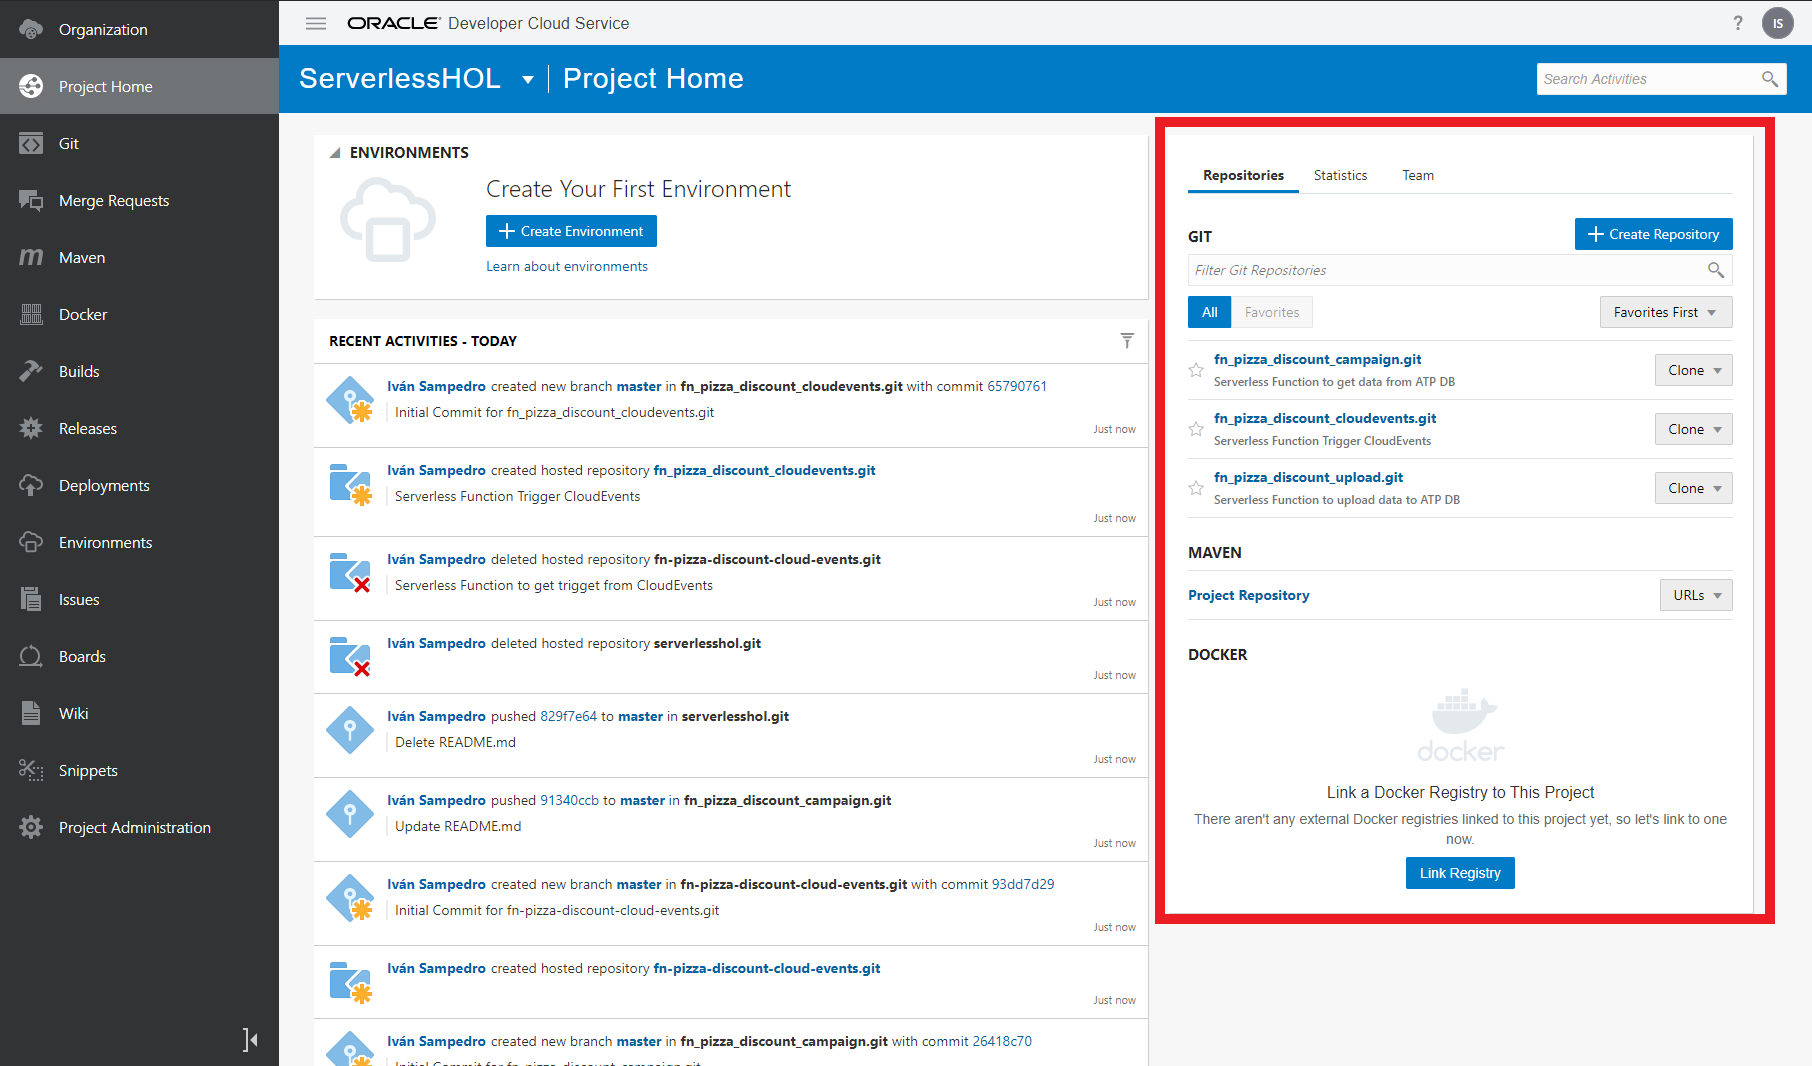 Organization
Project Home
Git
Merge Requests
m Maven
Docker
Builds
Releases
Deployments
Environments
Issues
Boards
Wiki
Snippets
Project Administration
ORACLE Developer Cloud Service
? IS
ServerlessHOL Project Home
Search Activities
ENVIRONMENTS
Create Your First Environment
Create Environment
Learn about environments
RECENT ACTIVITIES - TODAY
Iván Sampedro created new branch master in fn_pizza_discount_cloudevents.git with commit 65790761
Initial Commit for fn_pizza_discount_cloudevents.git
Just now
Iván Sampedro created hosted repository fn_pizza_discount_cloudevents.git
Serverless Function Trigger CloudEvents
Just now
Iván Sampedro deleted hosted repository fn-pizza-discount-cloud-events.git
Serverless Function to get trigget from CloudEvents
Just now
Iván Sampedro deleted hosted repository serverlesshol.git
Just now
Iván Sampedro pushed 829f7e64 to master in serverlesshol.git
Delete README.md
Just now
Iván Sampedro pushed 91340ccb to master in fn_pizza_discount_campaign.git
Update README.md
Just now
Iván Sampedro created new branch master in fn-pizza-discount-cloud-events.git with commit 93dd7d29
Initial Commit for fn-pizza-discount-cloud-events.git
Just now
Iván Sampedro created hosted repository fn-pizza-discount-cloud-events.git
Just now
Iván Sampedro created new branch master in fn_pizza_discount_campaign.git with commit 26418c70
Initial Commit for fn_pizza_discount_campaign.git
Repositories Statistics Team
GIT
Create Repository
Filter Git Repositories
All Favorites Favorites First
fn_pizza_discount_campaign.git
Serverless Function to get data from ATP DB
Clone
fn_pizza_discount_cloudevents.git
Serverless Function Trigger CloudEvents
Clone
fn_pizza_discount_upload.git
Serverless Function to upload data to ATP DB
Clone
MAVEN
Project Repository URLs
DOCKER
docker
Link a Docker Registry to This Project
There aren't any external Docker registries linked to this project yet, so let's link to one
now.
Link Registry